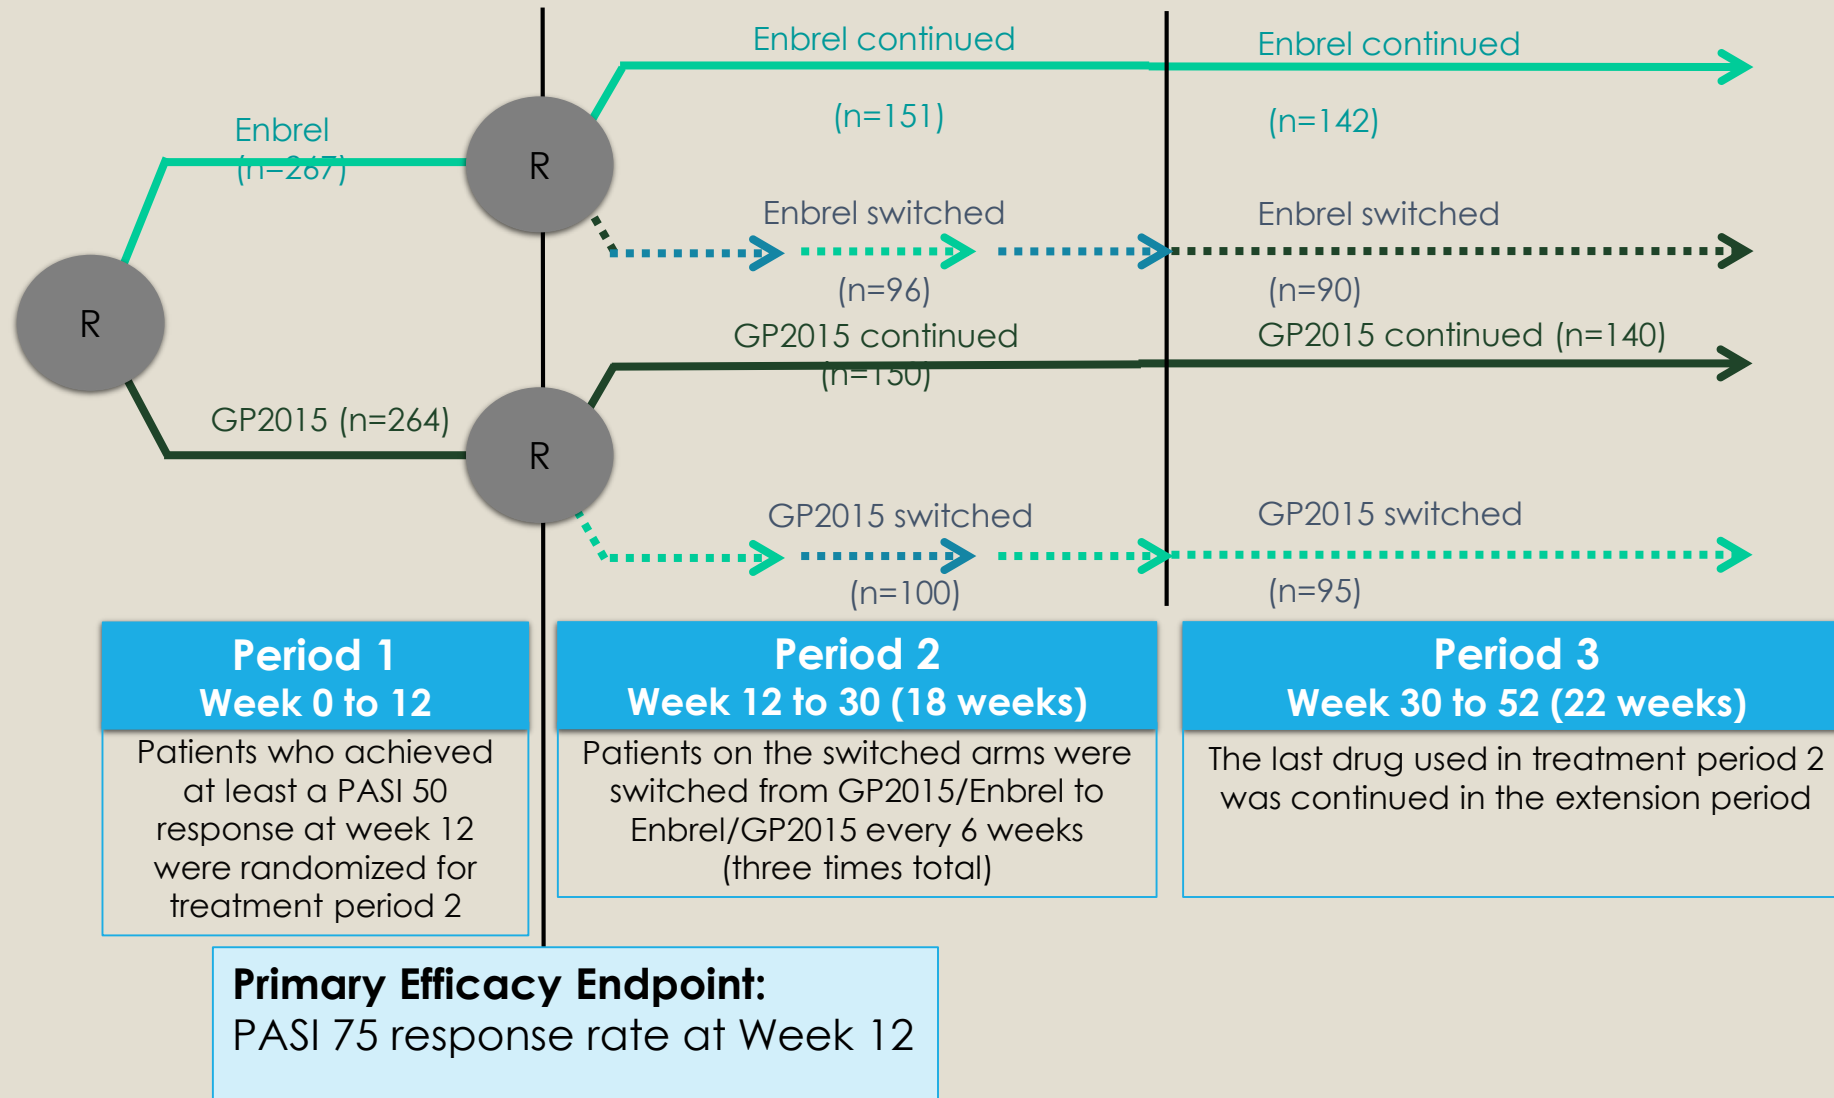 Enbrel continued
Enbrel continued
(n=151)
(n=142)
Enbrel
(n=267)
R
Enbrel switched
Enbrel switched
(n=96)
(n=90)
R
GP2015 continued
(n=150)
GP2015 continued (n=140)
GP2015 (n=264)
R
GP2015 switched
GP2015 switched
(n=100)
(n=95)
Period 1
Week 0 to 12
Patients who achieved
at least a PASI 50
response at week 12
were randomized for
treatment period 2
Period 2
Week 12 to 30 (18 weeks)
Patients on the switched arms were
switched from GP2015/Enbrel to
Enbrel/GP2015 every 6 weeks
(three times total)
Period 3
Week 30 to 52 (22 weeks)
The last drug used in treatment period 2
was continued in the extension period
Primary Efficacy Endpoint:
PASI 75 response rate at Week 12